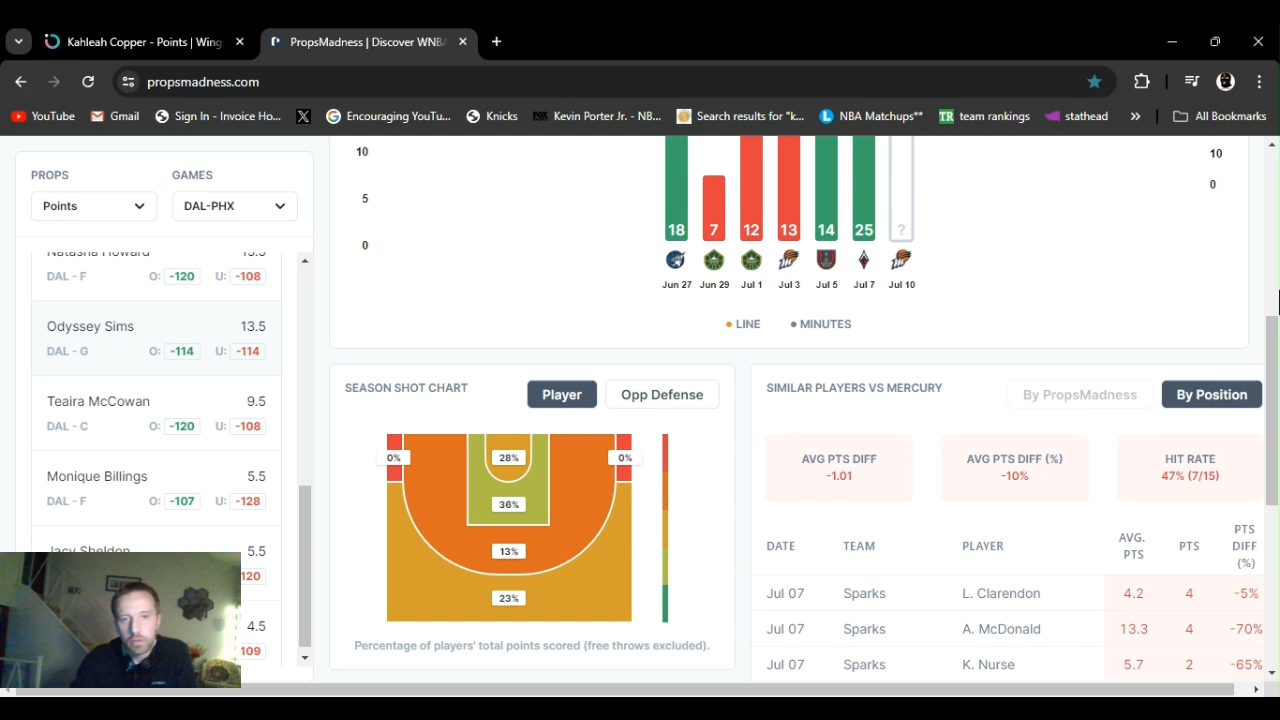 Kahleah Copper - Points | Wing
PropsMadness | Discover WNB
propsmadness.com
YouTube
Gmail
Sign In - Invoice Ho...
Encouraging YouTu...
Knicks
Kevin Porter Jr. - NB...
Search results for "k...
NBA Matchups**
TR team rankings
stathead
»
All Bookmarks
PROPS GAMES
Points DAL-PHX
Natasha Howard
DAL - F O: -120 U: -108
Odyssey Sims 13.5
DAL - G O: -114 U: -114
Teaira McCowan 9.5
DAL - C O: -120 U: -108
Monique Billings 5.5
DAL - F O: -107 U: -128
Jacy Sheldon 5.5
120
4.5
109
10 10
5 0
0
18 7 12 13 14 25 ?
Jun 27 Jun 29 Jul 1 Jul 3 Jul 5 Jul 7 Jul 10
LINE MINUTES
SEASON SHOT CHART Player Opp Defense
0% 28% 0%
36%
13%
23%
Percentage of players' total points scored (free throws excluded).
SIMILAR PLAYERS VS MERCURY By PropsMadness By Position
AVG PTS DIFF
-1.01
AVG PTS DIFF (%)
-10%
HIT RATE
47% (7/15)
DATE TEAM PLAYER AVG. PTS PTS PTS DIFF (%)
Jul 07 Sparks L. Clarendon 4.2 4 -5%
Jul 07 Sparks A. McDonald 13.3 4 -70%
Jul 07 Sparks K. Nurse 5.7 2 -65%